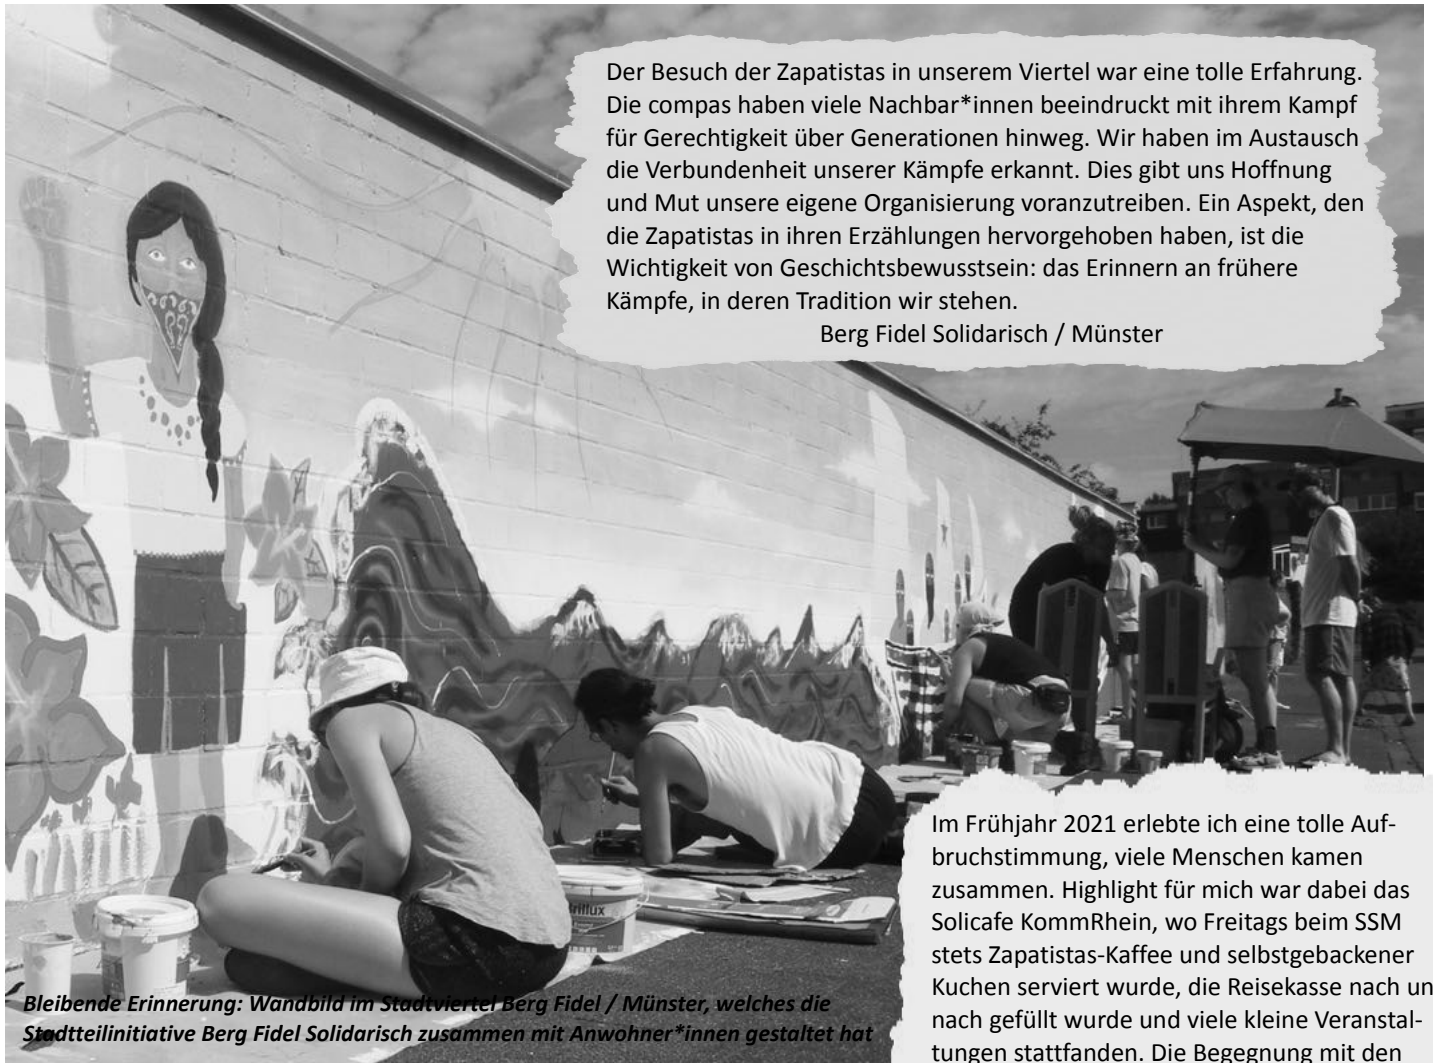 Der Besuch der Zapatistas in unserem Viertel war eine tolle Erfahrung.
Die compas haben viele Nachbar*innen beeindruckt mit ihrem Kampf
für Gerechtigkeit über Generationen hinweg. Wir haben im Austausch
die Verbundenheit unserer Kämpfe erkannt. Dies gibt uns Hoffnung
und Mut unsere eigene Organisierung voranzutreiben. Ein Aspekt, den
die Zapatistas in ihren Erzählungen hervorgehoben haben, ist die
Wichtigkeit von Geschichtsbewusstsein: das Erinnern an frühere
Kämpfe, in deren Tradition wir stehen.
Berg Fidel Solidarisch / Münster
Im Frühjahr 2021 erlebte ich eine tolle Auf-
bruchstimmung, viele Menschen kamen
zusammen. Highlight für mich war dabei das
Solicafe KommRhein, wo Freitags beim SSM
stets Zapatistas-Kaffee und selbstgebackener
Kuchen serviert wurde, die Reisekasse nach un
nach gefüllt wurde und viele kleine Veranstal-
tungen stattfanden. Die Begegnung mit den
Brillux
Bleibende Erinnerung: Wandbild im Stadtviertel Berg Fidel / Münster, welches die
Stadtteilinitiative Berg Fidel Solidarisch zusammen mit Anwohner*innen gestaltet hat